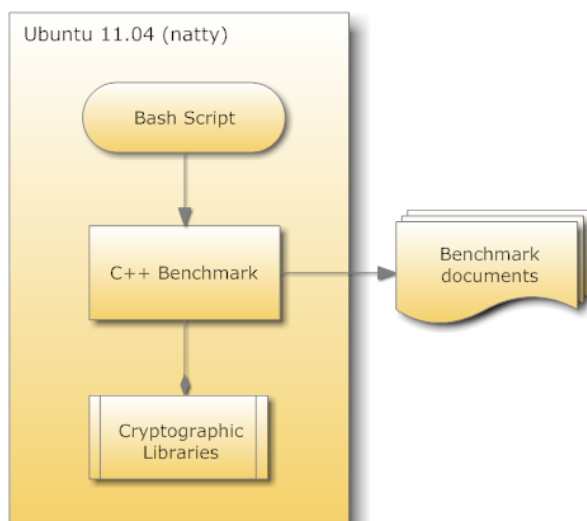 Ubuntu 11.04 (natty)
Bash Script
C++ Benchmark
Benchmark
documents
Cryptographic
Libraries